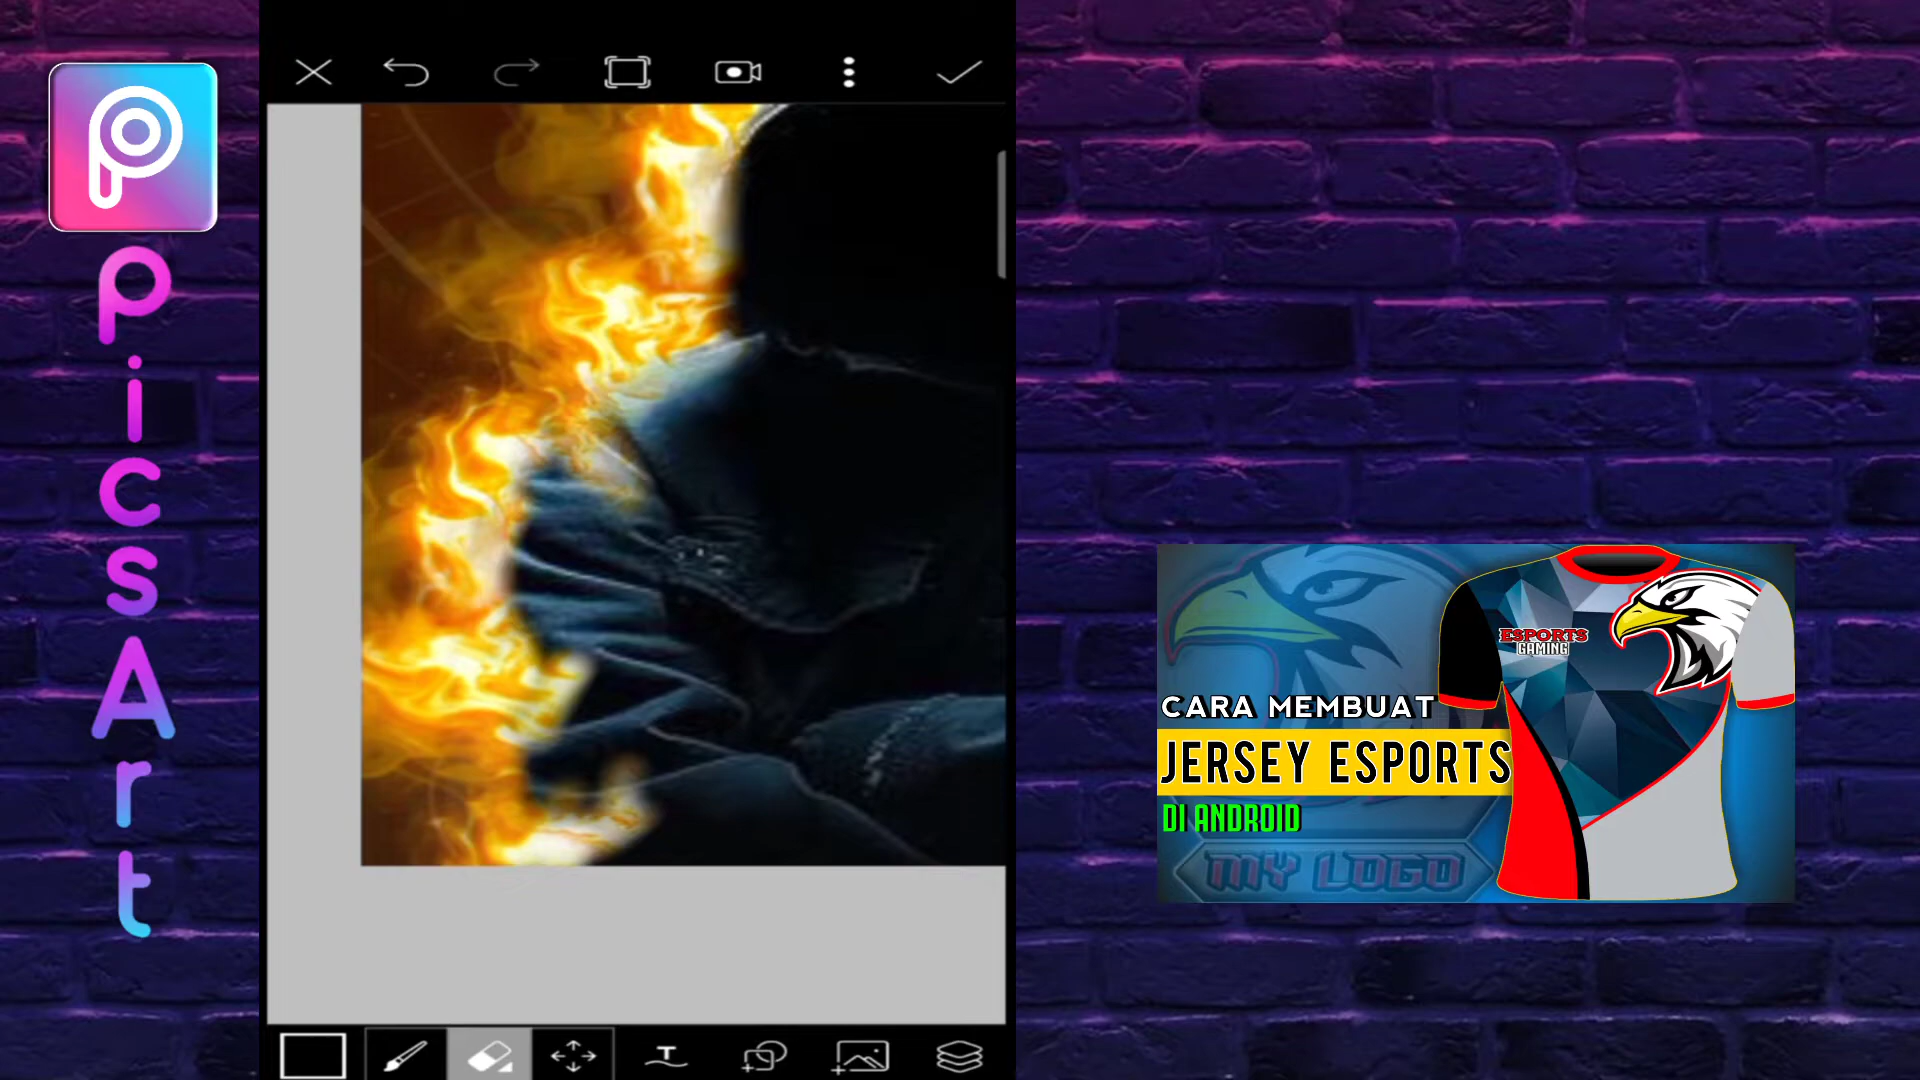 PicsArt
ESPORTS
GAMING
CARA MEMBUAT
JERSEY ESPORTS
DI ANDROID
MY LOGO